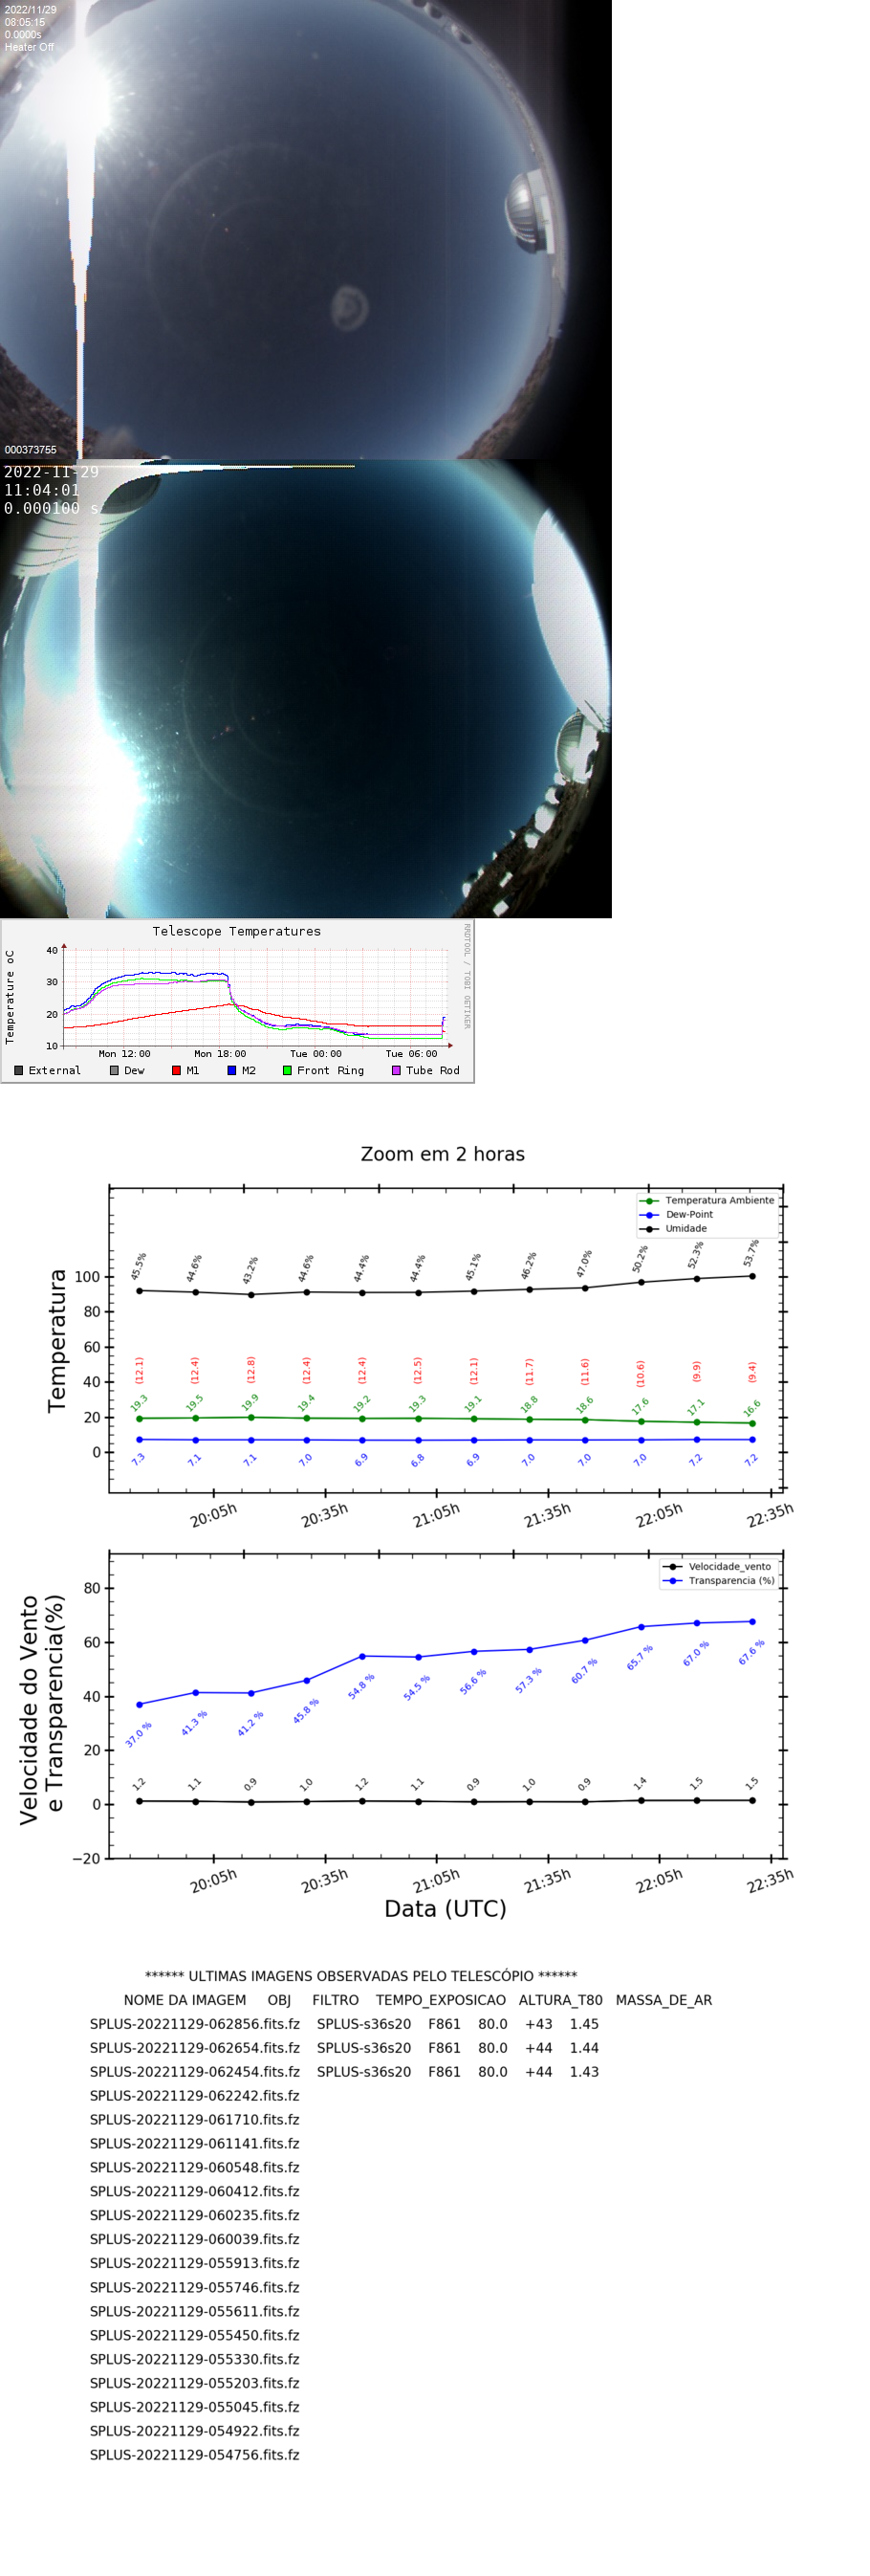 2022/11/29
08:05:15
0.0000s
Heater Off
000373755
2022-11-29
11:04:01
0.000100 s
Telescope Temperatures
RRDTOOL / TOBI OETIKER
Temperature oC
40
30
20
10
Mon 12:00 Mon 18:00 Tue 00:00 Tue 06:00
External Dew M1 M2 Front Ring Tube Rod
Zoom em 2 horas
Temperatura Ambiente
Dew-Point
Umidade
Temperatura
100
80
60
40
20
0
45.5% 44.6% 43.2% 44.6% 44.4% 44.4% 45.1% 46.2% 47.0% 50.2% 52.3% 53.7%
(12.1) (12.4) (12.8) (12.4) (12.4) (12.5) (12.1) (11.7) (11.6) (10.6) (9.9) (9.4)
19.3 19.5 19.9 19.4 19.2 19.3 19.1 18.8 18.6 17.6 17.1 16.6
7.3 7.1 7.1 7.0 6.9 6.8 6.9 7.0 7.0 7.0 7.2 7.2
20:05h 20:35h 21:05h 21:35h 22:05h 22:35h
Velocidade_vento
Transparencia (%)
Velocidade do Vento
e Transparencia(%)
80
60
40
20
0
−20
37.0 % 41.3 % 41.2 % 45.8 % 54.8 % 54.5 % 56.6 % 57.3 % 60.7 % 65.7 % 67.0 % 67.6 %
1.2 1.1 0.9 1.0 1.2 1.1 0.9 1.0 0.9 1.4 1.5 1.5
20:05h 20:35h 21:05h 21:35h 22:05h 22:35h
Data (UTC)
****** ULTIMAS IMAGENS OBSERVADAS PELO TELESCÓPIO ******
NOME DA IMAGEM OBJ FILTRO TEMPO_EXPOSICAO ALTURA_T80 MASSA_DE_AR
SPLUS-20221129-062856.fits.fz SPLUS-s36s20 F861 80.0 +43 1.45
SPLUS-20221129-062654.fits.fz SPLUS-s36s20 F861 80.0 +44 1.44
SPLUS-20221129-062454.fits.fz SPLUS-s36s20 F861 80.0 +44 1.43
SPLUS-20221129-062242.fits.fz
SPLUS-20221129-061710.fits.fz
SPLUS-20221129-061141.fits.fz
SPLUS-20221129-060548.fits.fz
SPLUS-20221129-060412.fits.fz
SPLUS-20221129-060235.fits.fz
SPLUS-20221129-060039.fits.fz
SPLUS-20221129-055913.fits.fz
SPLUS-20221129-055746.fits.fz
SPLUS-20221129-055611.fits.fz
SPLUS-20221129-055450.fits.fz
SPLUS-20221129-055330.fits.fz
SPLUS-20221129-055203.fits.fz
SPLUS-20221129-055045.fits.fz
SPLUS-20221129-054922.fits.fz
SPLUS-20221129-054756.fits.fz